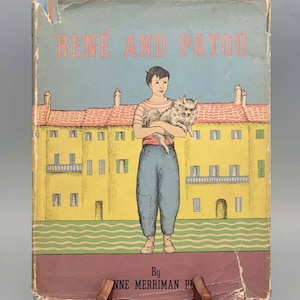 RENÉ AND PATOU
By
NNE MERRIMAN PE